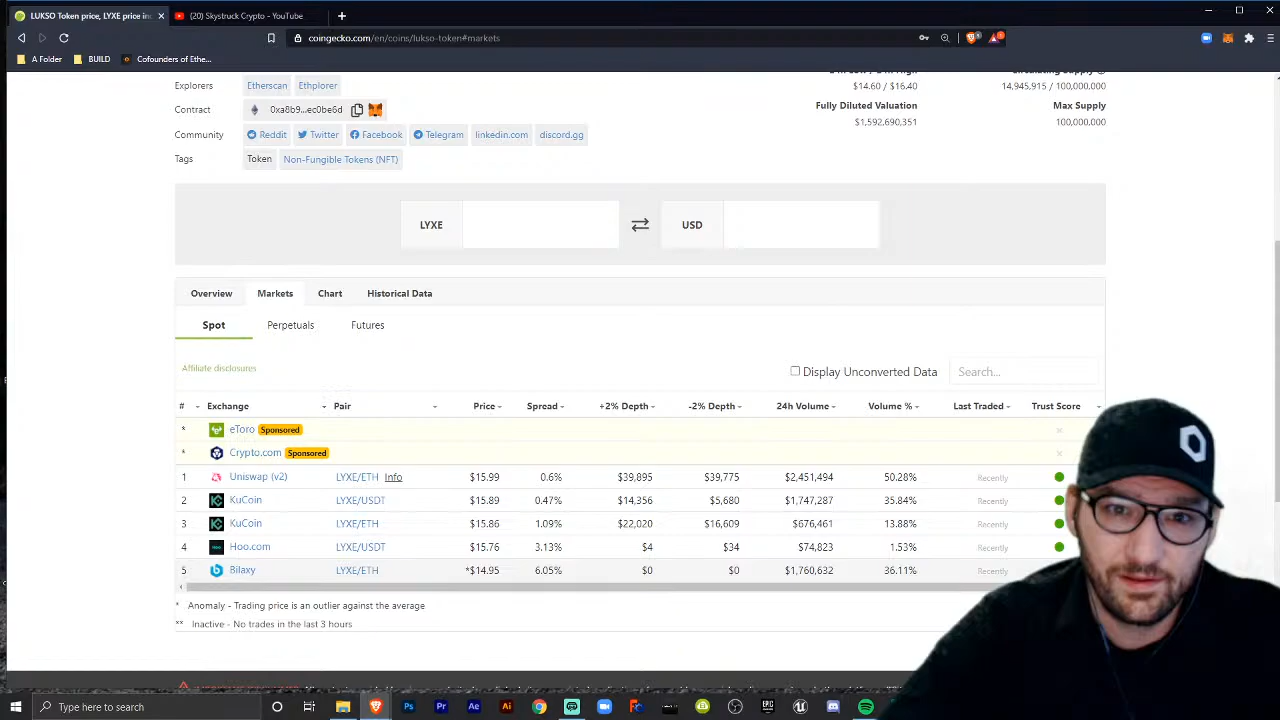 LUKSO Token price, LYXE price in
(20) Skystruck Crypto - YouTube
coingecko.com/en/coins/lukso-token#markets
A Folder
BUILD
Cofounders of Ethe...
Explorers Etherscan Ethplorer
$14.60 / $16.40
14,945,915 / 100,000,000
Contract 0xa8b9...ec0be6d
Fully Diluted Valuation
Max Supply
$1,592,690,351
100,000,000
Community Reddit Twitter Facebook Telegram linkedin.com discord.gg
Tags Token Non-Fungible Tokens (NFT)
LYXE
USD
Overview Markets Chart Historical Data
Spot Perpetuals Futures
Affiliate disclosures
Display Unconverted Data
Search...
# Exchange Pair Price Spread +2% Depth -2% Depth 24h Volume Volume % Last Traded Trust Score
* eToro Sponsored
* Crypto.com Sponsored
1 Uniswap (v2) LYXE/ETH Info $15.99 0.6% $39,895 $39,775 $2,451,494 50.28% Recently
2 KuCoin LYXE/USDT $15.89 0.47% $14,356 $5,680 $1,747,287 35.84% Recently
3 KuCoin LYXE/ETH $15.86 1.09% $22,020 $16,609 $676,461 13.88% Recently
4 Hoo.com LYXE/USDT $15.76 3.13% $4 $34 $74,823 1.53% Recently
5 Bilaxy LYXE/ETH *$14.95 6.05% $0 $0 $1,760,632 36.11% Recently
* Anomaly - Trading price is an outlier against the average
** Inactive - No trades in the last 3 hours
Type here to search